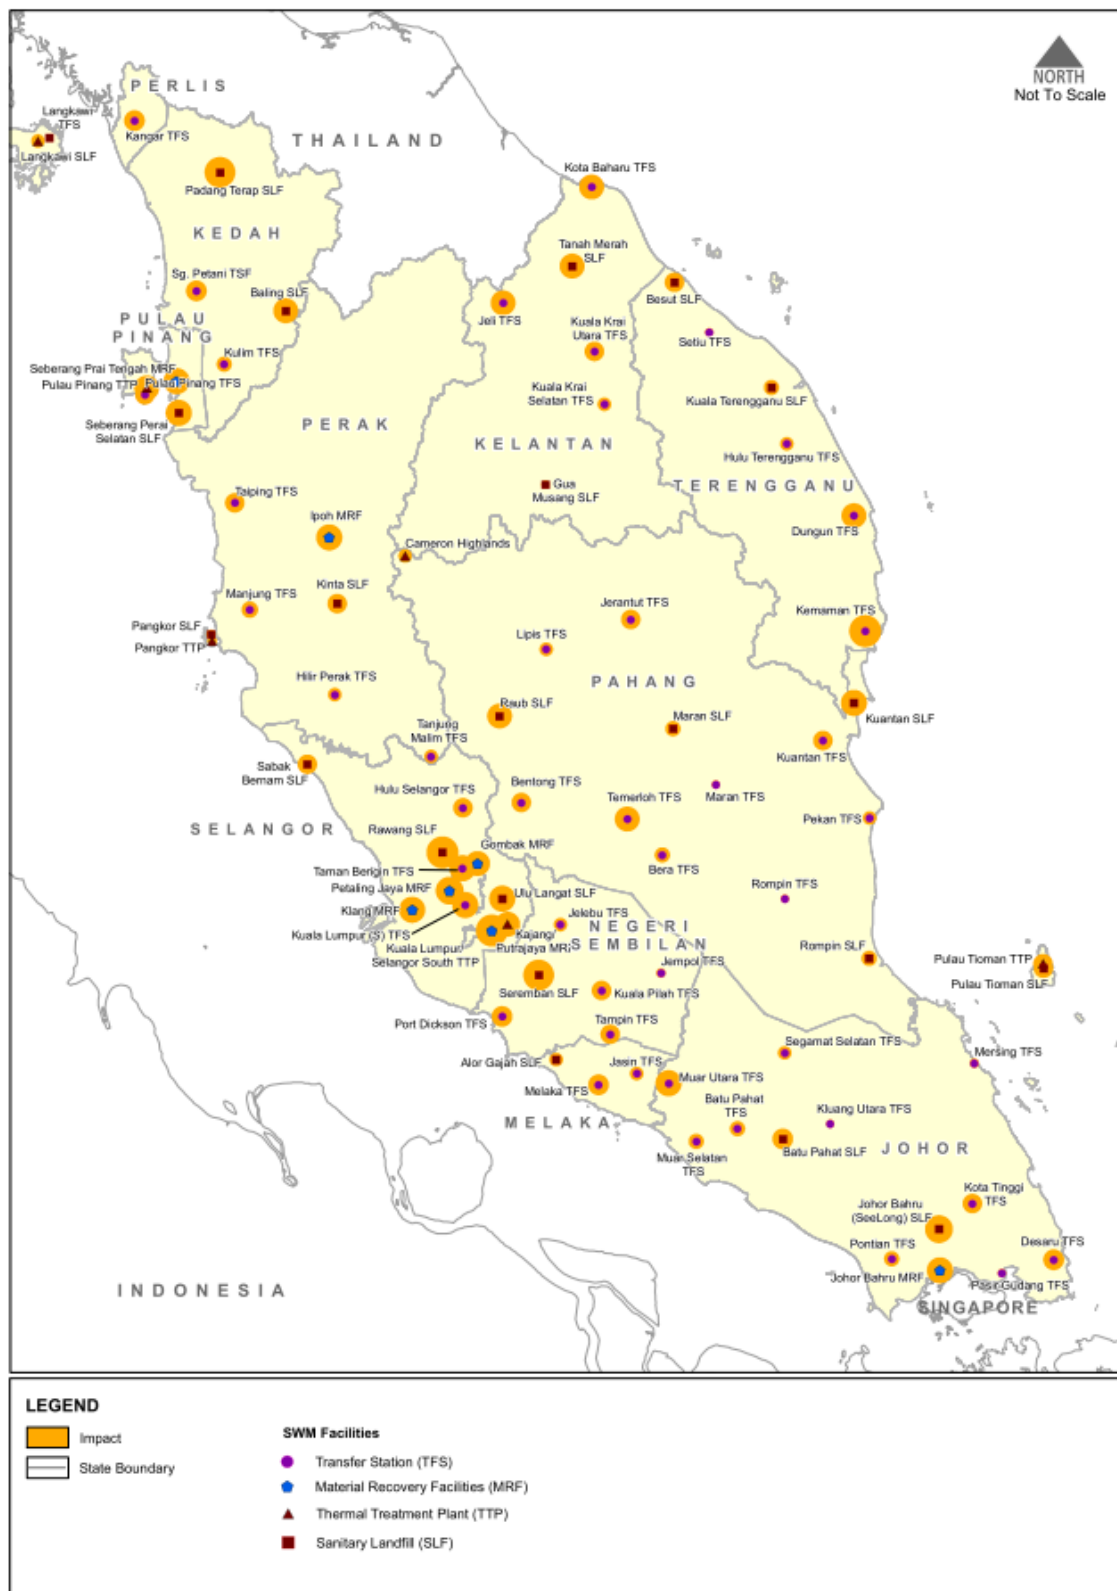 NORTH
Not To Scale
PERLIS
Langkawi
TFS
Kangar TFS
Langkawi SLF
THAILAND
Kota Baharu TFS
Padang Terap SLF
KEDAH
Tanah Merah
SLF
Sg. Petani TSF
Baling SLF
Besut SLF
Jeli TFS
PULAU
PINANG
Kuala Krai
Utara TFS
Setiu TFS
Kulim TFS
Seberang Prai Tengah MRF
Pulau Pinang TTP
Pulau Pinang TFS
Kuala Krai
Selatan TFS
Kuala Terengganu SLF
Seberang Perai
Selatan SLF
PERAK
KELANTAN
Hulu Terengganu TFS
Gua
Musang SLF
TERENGGANU
Taiping TFS
Ipoh MRF
Dungun TFS
Cameron Highlands
Kinta SLF
Manjung TFS
Jerantut TFS
Kemaman TFS
Pangkor SLF
Pangkor TTP
Lipis TFS
Hilir Perak TFS
PAHANG
Raub SLF
Maran SLF
Kuantan SLF
Tanjung
Malim TFS
Kuantan TFS
Sabak
Bernam SLF
Hulu Selangor TFS
Bentong TFS
Temerloh TFS
Maran TFS
Pekan TFS
SELANGOR
Rawang SLF
Gombak MRF
Taman Berigin TFS
Bera TFS
Petaling Jaya MRF
Ulu Langat SLF
Rompin TFS
Klang MRF
Jelebu TFS
Kuala Lumpur (S) TFS
Kajang/
Putrajaya MRF
NEGERI
SEMBILAN
Kuala Lumpur/
Selangor South TTP
Rompin SLF
Pulau Tioman TTP
Jempol TFS
Pulau Tioman SLF
Seremban SLF
Kuala Pilah TFS
Port Dickson TFS
Tampin TFS
Segamat Selatan TFS
Mersing TFS
Alor Gajah SLF
Jasin TFS
Melaka TFS
Muar Utara TFS
Batu Pahat
TFS
Kluang Utara TFS
MELAKA
Muar Selatan
TFS
Batu Pahat SLF
JOHOR
Kota Tinggi
TFS
Johor Bahru
(SeeLong) SLF
Pontian TFS
Desaru TFS
Johor Bahru MRF
Pasir Gudang TFS
INDONESIA
SINGAPORE
LEGEND
Impact
State Boundary
SWM Facilities
Transfer Station (TFS)
Material Recovery Facilities (MRF)
Thermal Treatment Plant (TTP)
Sanitary Landfill (SLF)